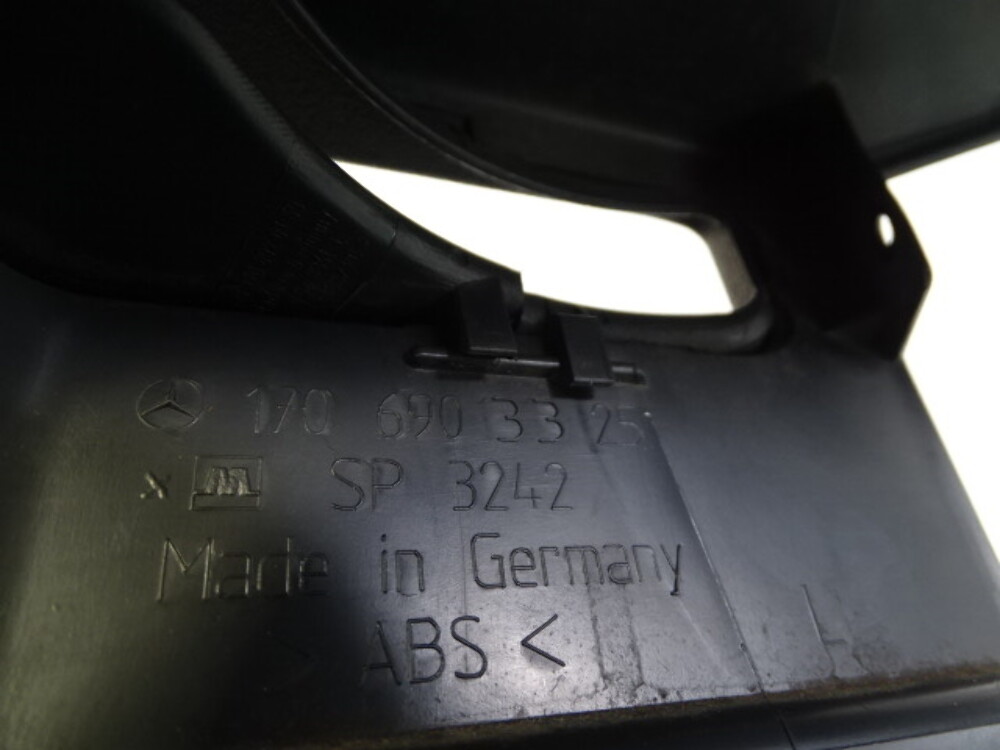 170 690 33 25
x SP 3242
Made in Germany
> ABS <